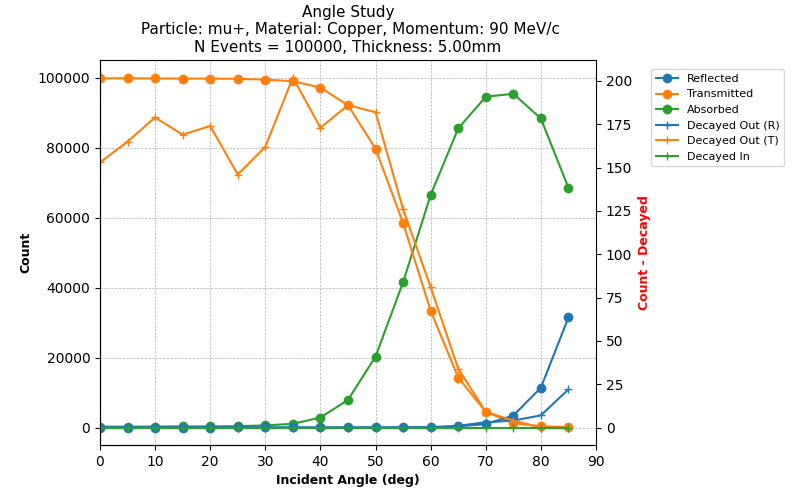 Angle Study
Particle: mu+, Material: Copper, Momentum: 90 MeV/c
N Events = 100000, Thickness: 5.00mm
100000
80000
60000
40000
20000
0
Count
0 10 20 30 40 50 60 70 80 90
Incident Angle (deg)
200
175
150
125
100
75
50
25
0
Count - Decayed
Reflected
Transmitted
Absorbed
Decayed Out (R)
Decayed Out (T)
Decayed In